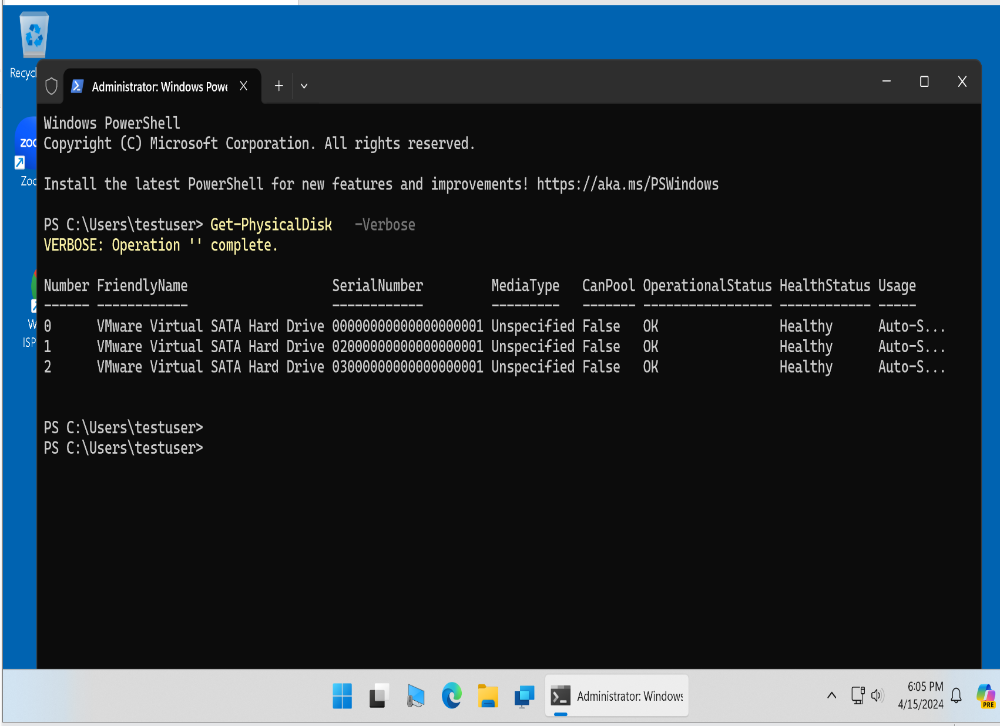 Recycl
Administrator: Windows Powe
Windows PowerShell
Copyright (C) Microsoft Corporation. All rights reserved.
zoo
Zoo
Install the latest PowerShell for new features and improvements! https://aka.ms/PSWindows
PS C:\Users\testuser> Get-PhysicalDisk   -Verbose
VERBOSE: Operation '' complete.
Number FriendlyName                   SerialNumber         MediaType   CanPool OperationalStatus HealthStatus Usage
------ ------------                   ------------         ---------   ------- ----------------- ------------ -----
0      VMware Virtual SATA Hard Drive 00000000000000000001 Unspecified False   OK                Healthy      Auto-S...
1      VMware Virtual SATA Hard Drive 02000000000000000001 Unspecified False   OK                Healthy      Auto-S...
2      VMware Virtual SATA Hard Drive 03000000000000000001 Unspecified False   OK                Healthy      Auto-S...
W
ISP
PS C:\Users\testuser>
PS C:\Users\testuser>
Administrator: Windows
6:05 PM
4/15/2024
PRE